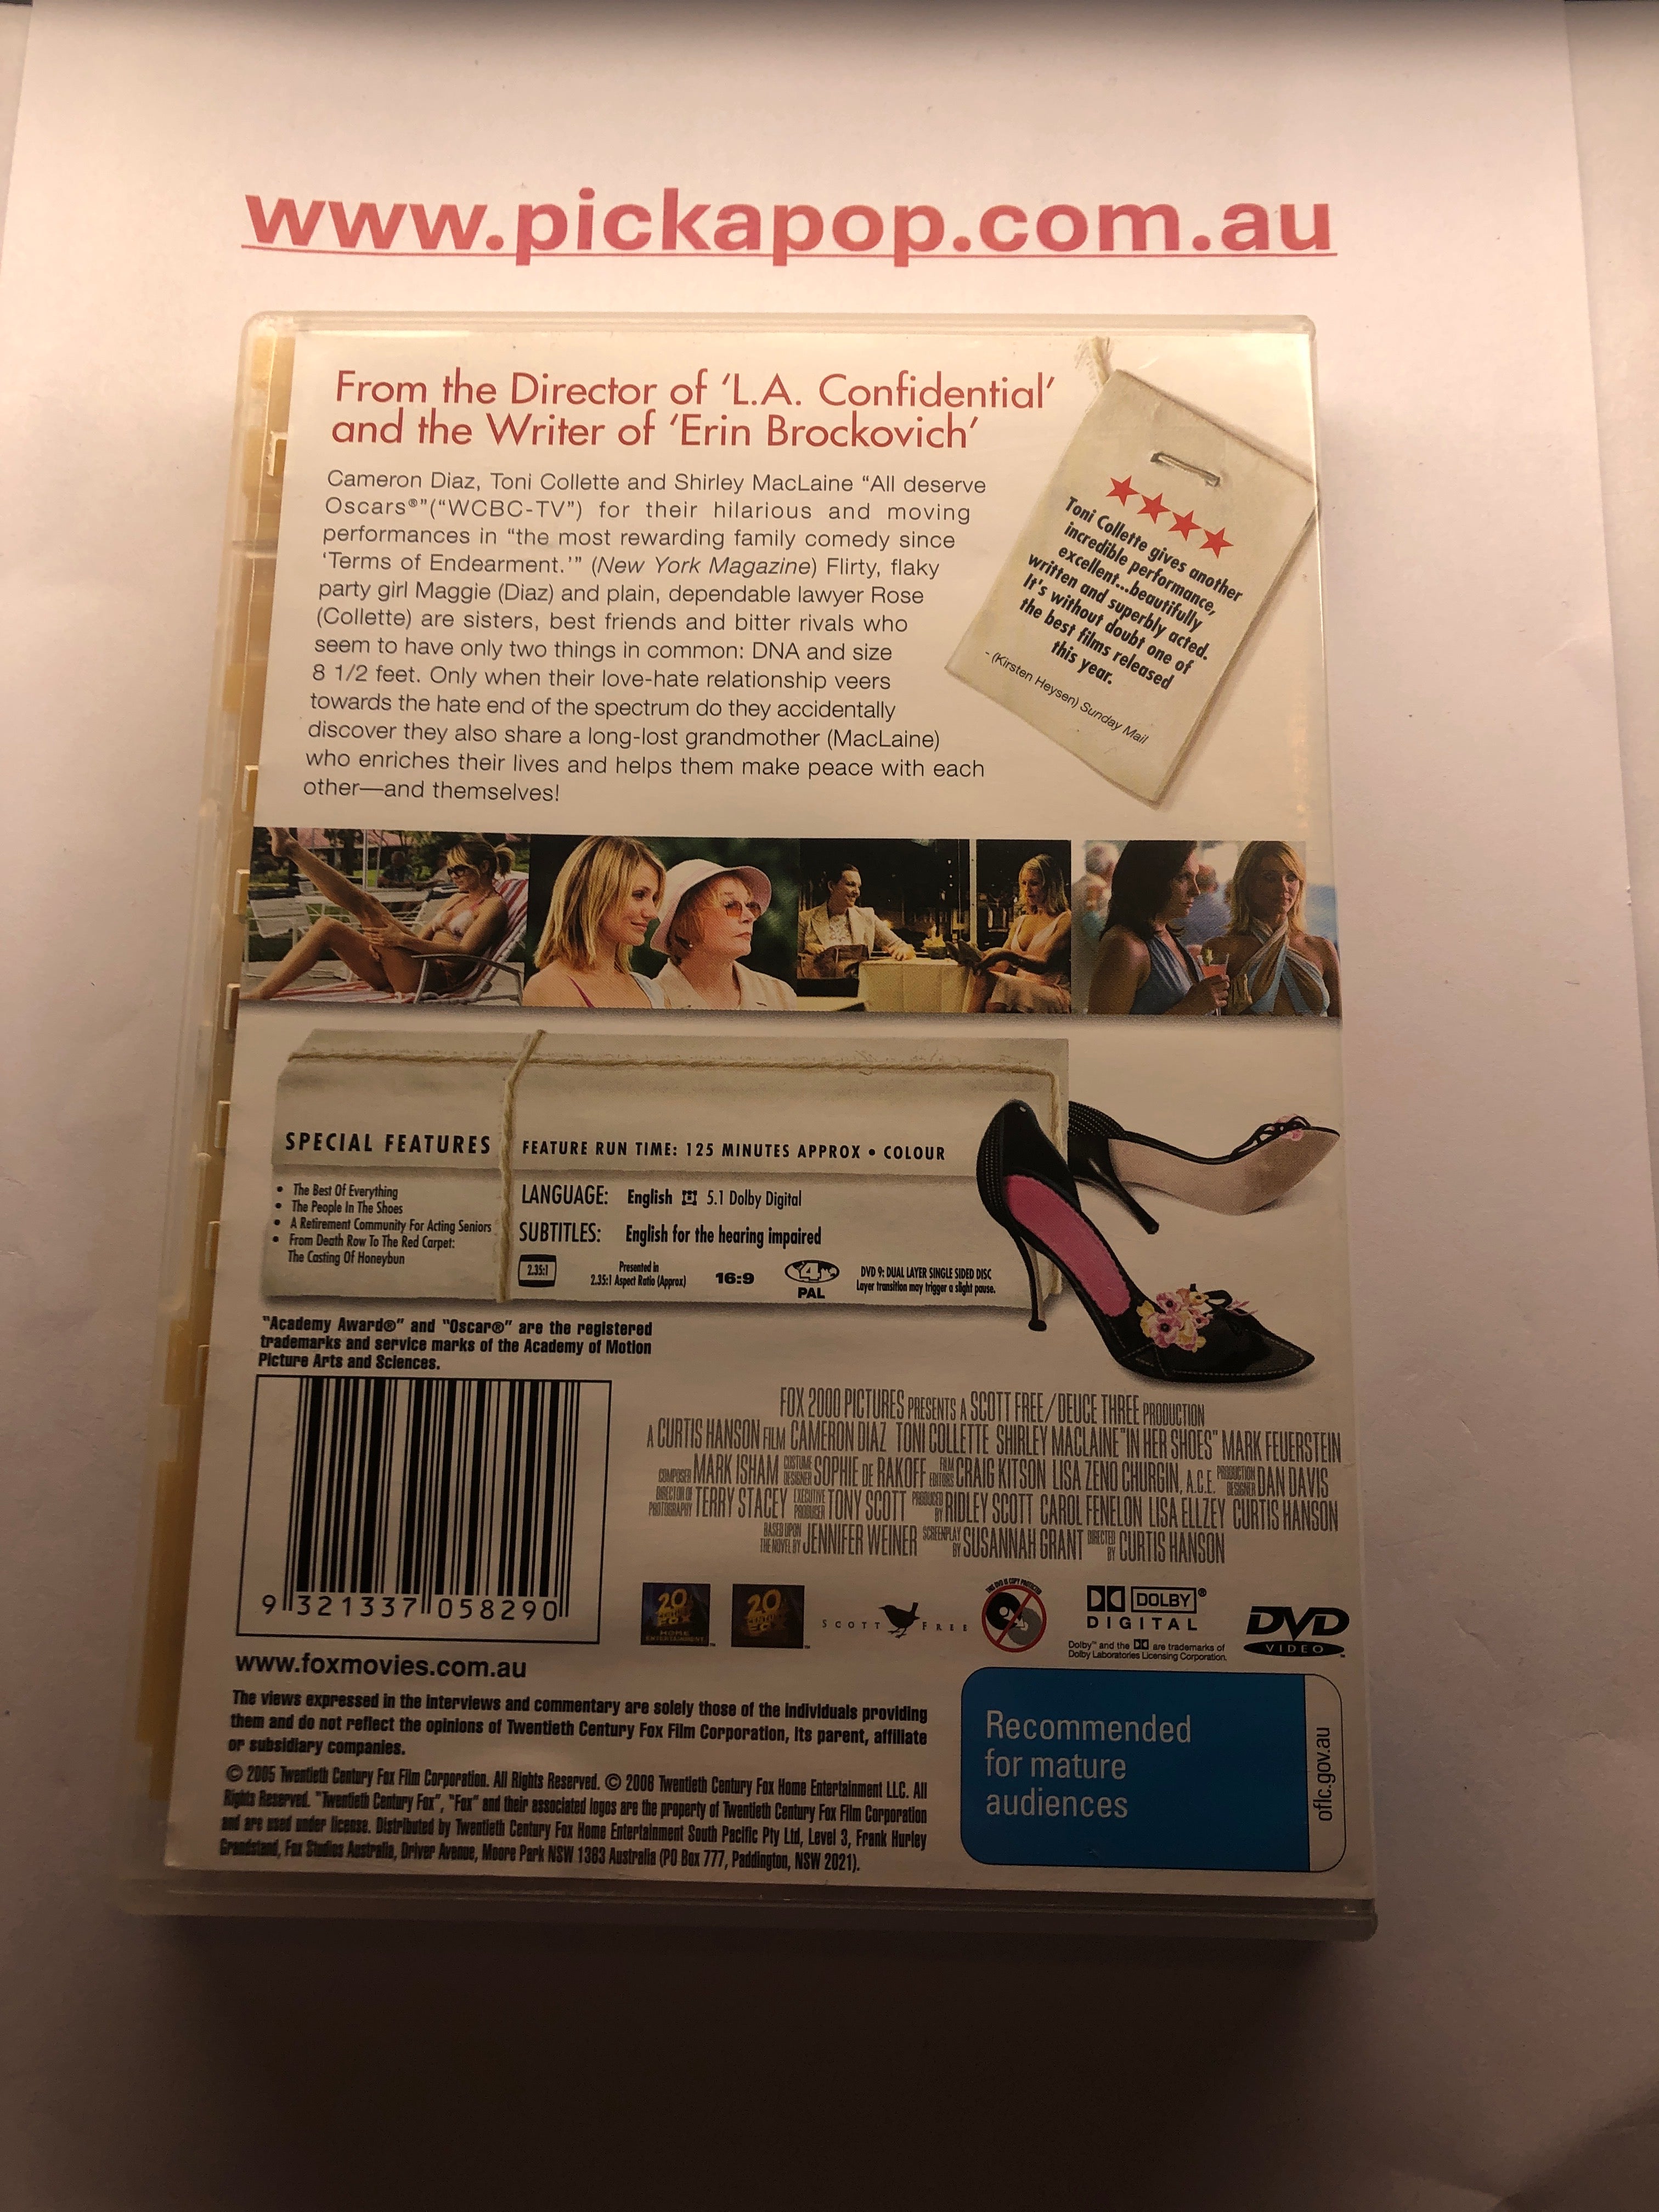 www.pickapop.com.au
From the Director of ‘L.A. Confidential’
and the Writer of ‘Erin Brockovich’
Cameron Diaz, Toni Collette and Shirley MacLaine “All deserve
Oscars®”(“WCBC-TV”) for their hilarious and moving
performances in “the most rewarding family comedy since
‘Terms of Endearment.’” (New York Magazine) Flirty, flaky
party girl Maggie (Diaz) and plain, dependable lawyer Rose
(Collette) are sisters, best friends and bitter rivals who
seem to have only two things in common: DNA and size
8 1/2 feet. Only when their love-hate relationship veers
towards the hate end of the spectrum do they accidentally
discover they also share a long-lost grandmother (MacLaine)
who enriches their lives and helps them make peace with each
other—and themselves!
Toni Collette gives another
incredible performance,
excellent...beautifully
written and superbly acted.
It's without doubt one of
the best films released
this year.
- (Kirsten Heysen) Sunday Mail
SPECIAL FEATURES
• The Best Of Everything
• The People In The Shoes
• A Retirement Community For Acting Seniors
• From Death Row To The Red Carpet:
The Casting Of Honeybun
FEATURE RUN TIME: 125 MINUTES APPROX • COLOUR
LANGUAGE: English 5.1 Dolby Digital
SUBTITLES: English for the hearing impaired
2.35:1
Presented in
2.35:1 Aspect Ratio (Approx)
16:9
4
PAL
DVD 9: DUAL LAYER SINGLE SIDED DISC
Layer transition may trigger a slight pause.
“Academy Award®” and “Oscar®” are the registered
trademarks and service marks of the Academy of Motion
Picture Arts and Sciences.
9 321337 058290
FOX 2000 PICTURES PRESENTS A SCOTT FREE/DEUCE THREE PRODUCTION
A CURTIS HANSON FILM CAMERON DIAZ TONI COLLETTE SHIRLEY MACLAINE "IN HER SHOES" MARK FEUERSTEIN
COMPOSER MARK ISHAM COSTUME DESIGNER SOPHIE DE RAKOFF FILM EDITORS CRAIG KITSON LISA ZENO CHURGIN, A.C.E. PRODUCTION DESIGNER DAN DAVIS
DIRECTOR OF PHOTOGRAPHY TERRY STACEY EXECUTIVE PRODUCER TONY SCOTT PRODUCED BY RIDLEY SCOTT CAROL FENELON LISA ELLZEY CURTIS HANSON
BASED UPON THE NOVEL BY JENNIFER WEINER SCREENPLAY BY SUSANNAH GRANT DIRECTED BY CURTIS HANSON
20
FOX
HOME
ENTERTAINMENT
20
FOX
SCOTT FREE
THIS DVD IS COPY PROTECTED
DOLBY®
DIGITAL
Dolby™ and the are trademarks of
Dolby Laboratories Licensing Corporation.
DVD
VIDEO
www.foxmovies.com.au
The views expressed in the interviews and commentary are solely those of the individuals providing
them and do not reflect the opinions of Twentieth Century Fox Film Corporation, its parent, affiliate
or subsidiary companies.
© 2005 Twentieth Century Fox Film Corporation. All Rights Reserved. © 2006 Twentieth Century Fox Home Entertainment LLC. All
Rights Reserved. "Twentieth Century Fox", "Fox" and their associated logos are the property of Twentieth Century Fox Film Corporation
and are used under license. Distributed by Twentieth Century Fox Home Entertainment South Pacific Pty Ltd, Level 3, Frank Hurley
Grandstand, Fox Studios Australia, Driver Avenue, Moore Park NSW 1363 Australia (PO Box 777, Paddington, NSW 2021).
Recommended
for mature
audiences
oflc.gov.au